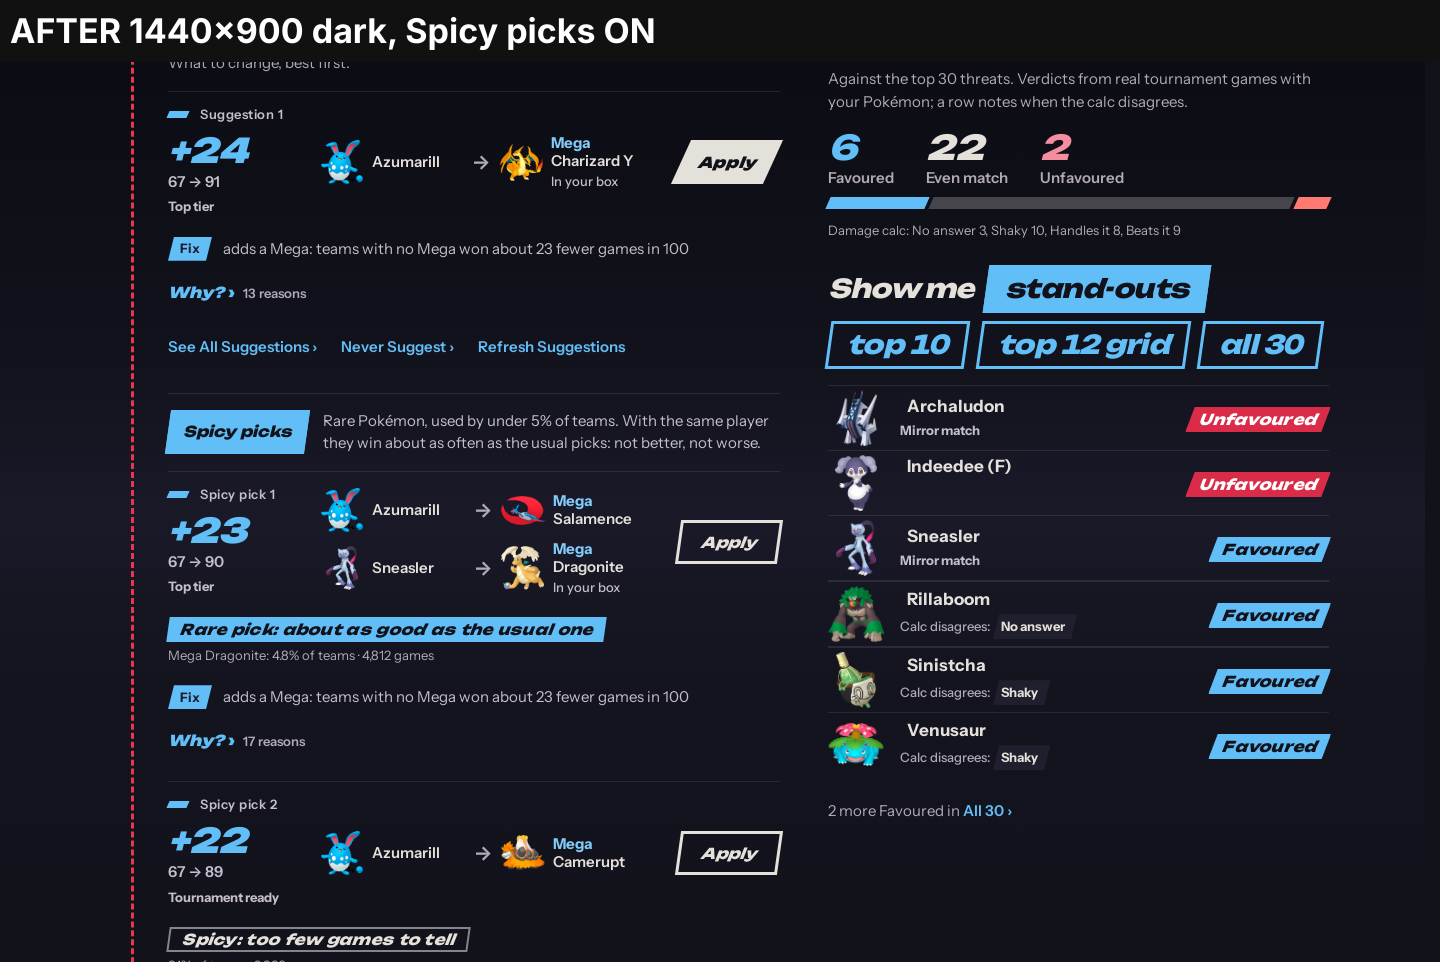 AFTER 1440×900 dark, Spicy picks ON
What to change, best first.
Suggestion 1
+24
67 → 91
Top tier
Azumarill
→
Mega
Charizard Y
In your box
Apply
Fix adds a Mega: teams with no Mega won about 23 fewer games in 100
Why? › 13 reasons
See All Suggestions › Never Suggest › Refresh Suggestions
Spicy picks
Rare Pokémon, used by under 5% of teams. With the same player
they win about as often as the usual picks: not better, not worse.
Spicy pick 1
+23
67 → 90
Top tier
Azumarill
→
Mega
Salamence
Sneasler
→
Mega
Dragonite
In your box
Apply
Rare pick: about as good as the usual one
Mega Dragonite: 4.8% of teams · 4,812 games
Fix adds a Mega: teams with no Mega won about 23 fewer games in 100
Why? › 17 reasons
Spicy pick 2
+22
67 → 89
Tournament ready
Azumarill
→
Mega
Camerupt
Apply
Spicy: too few games to tell
Against the top 30 threats. Verdicts from real tournament games with
your Pokémon; a row notes when the calc disagrees.
6 22 2
Favoured Even match Unfavoured
Damage calc: No answer 3, Shaky 10, Handles it 8, Beats it 9
Show me stand-outs
top 10 top 12 grid all 30
Archaludon
Mirror match
Unfavoured
Indeedee (F)
Unfavoured
Sneasler
Mirror match
Favoured
Rillaboom
Calc disagrees: No answer
Favoured
Sinistcha
Calc disagrees: Shaky
Favoured
Venusaur
Calc disagrees: Shaky
Favoured
2 more Favoured in All 30 ›